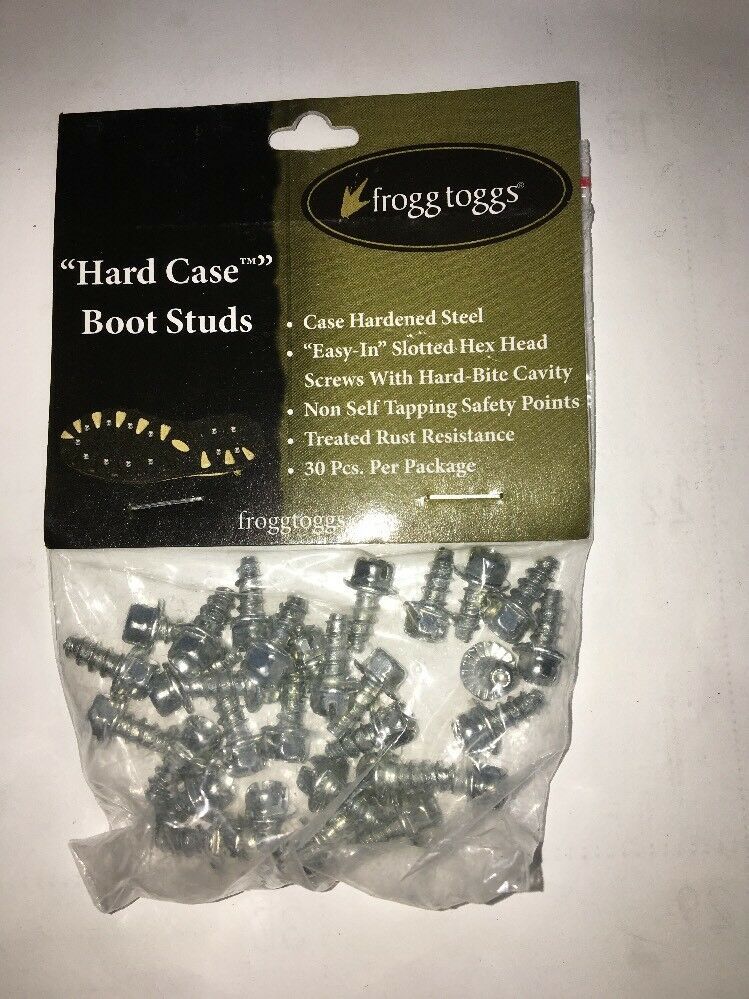 frogg toggs®
“Hard Case™”
Boot Studs
• Case Hardened Steel
• “Easy-In” Slotted Hex Head
Screws With Hard-Bite Cavity
• Non Self Tapping Safety Points
• Treated Rust Resistance
• 30 Pcs. Per Package
froggtoggs